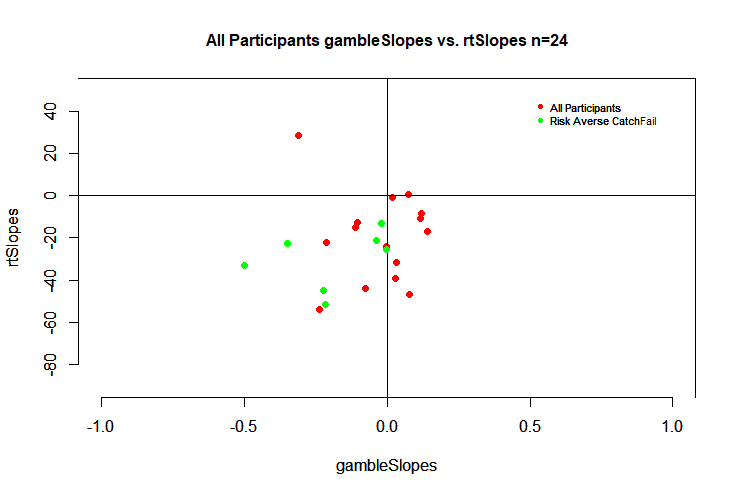 All Participants gambleSlopes vs. rtSlopes n=24
All Participants
Risk Averse CatchFail
40
20
0
-20
-40
-60
-80
rtSlopes
-1.0 -0.5 0.0 0.5 1.0
gambleSlopes